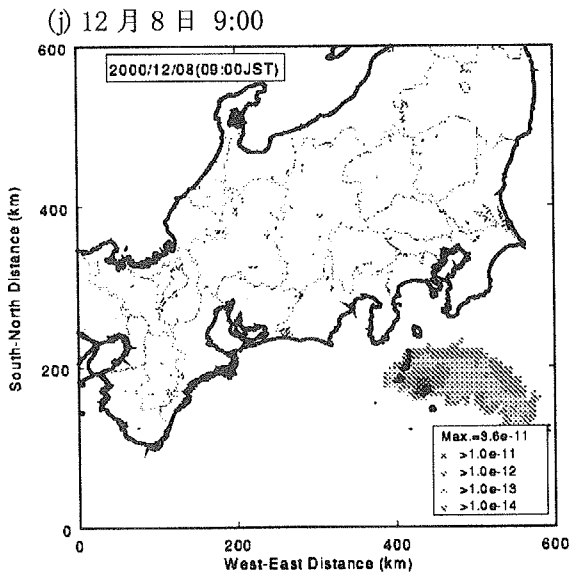 (j) 12 月 8 日 9:00
600
2000/12/08(09:00JST)
400
South-North Distance (km)
200
Max.=3.6e-11
× >1.0e-11
>1.0e-12
>1.0e-13
>1.0e-14
0
0 200 400 600
West-East Distance (km)